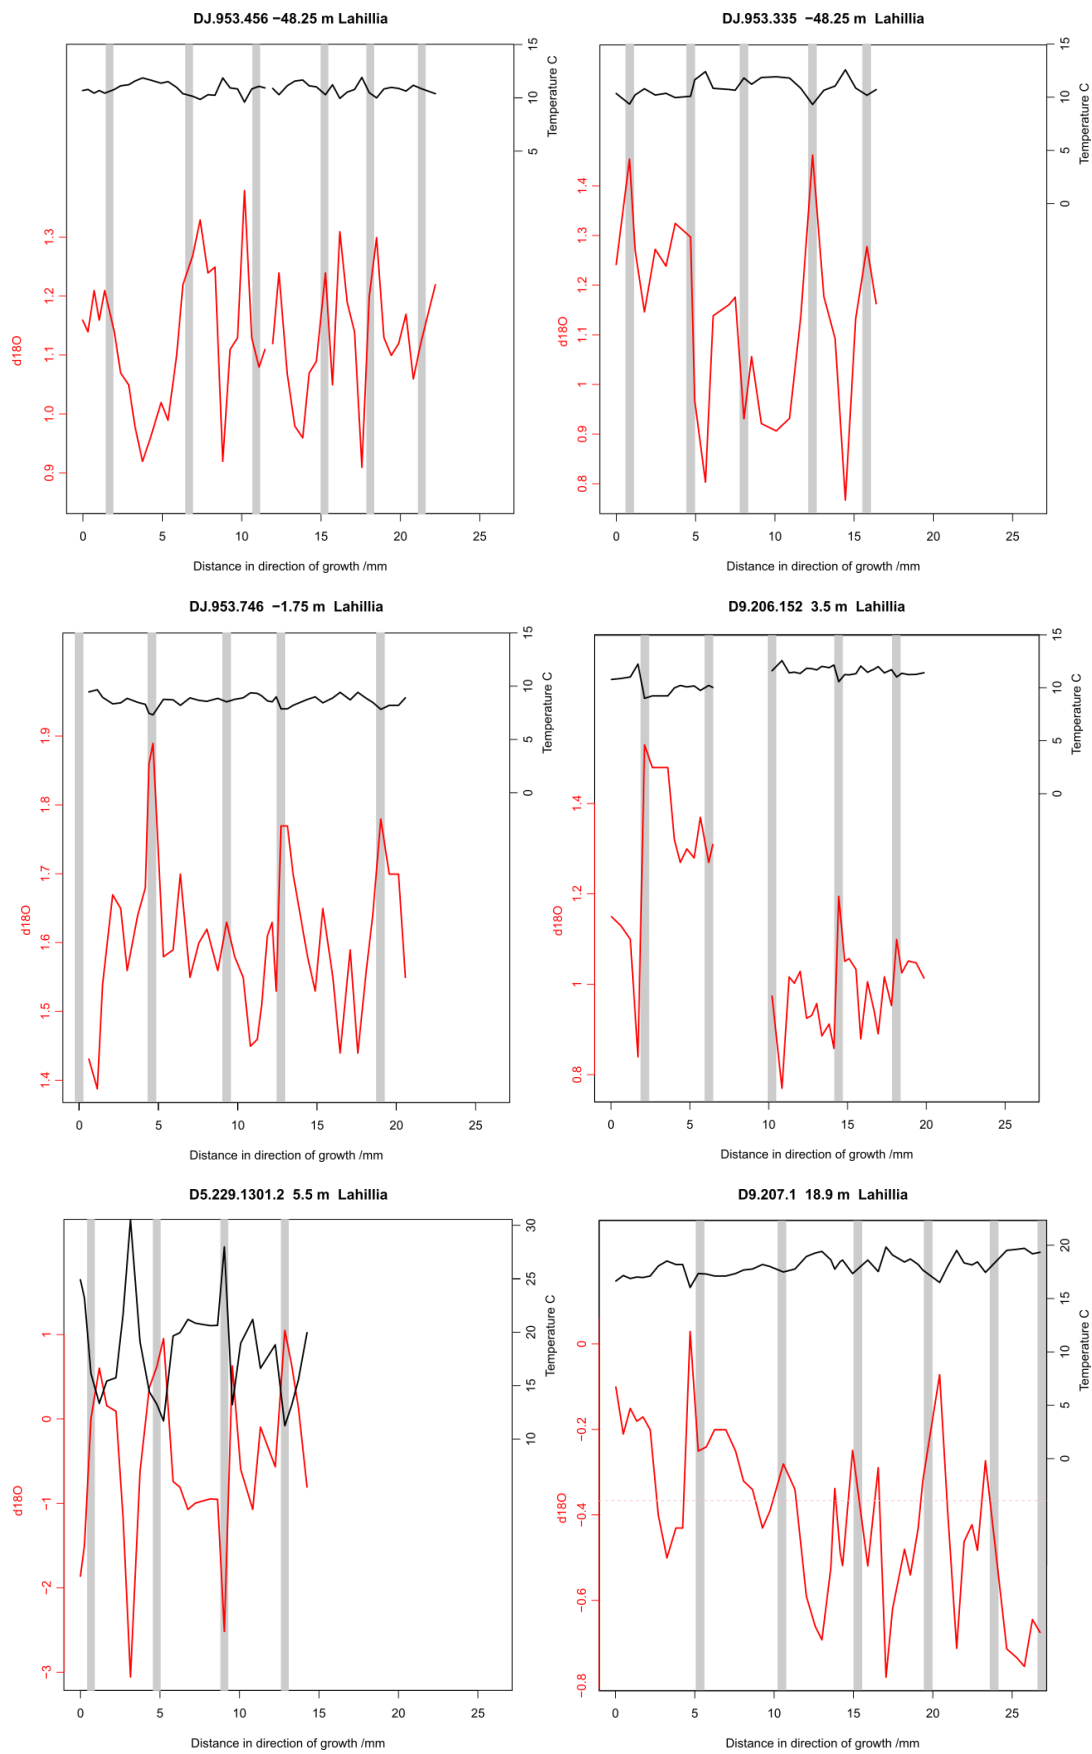 DJ.953.456 −48.25 m Lahillia
15
10
5
Temperature C
1.3
1.2
1.1
1.0
0.9
d18O
0 5 10 15 20 25
Distance in direction of growth /mm
DJ.953.335 −48.25 m Lahillia
15
10
5
0
Temperature C
1.4
1.3
1.2
1.1
1
0.9
0.8
d18O
0 5 10 15 20 25
Distance in direction of growth /mm
DJ.953.746 −1.75 m Lahillia
15
10
5
0
Temperature C
1.9
1.8
1.7
1.6
1.5
1.4
d18O
0 5 10 15 20 25
Distance in direction of growth /mm
D9.206.152 3.5 m Lahillia
15
10
5
0
Temperature C
1.4
1.2
1
0.8
d18O
0 5 10 15 20 25
Distance in direction of growth /mm
D5.229.1301.2 5.5 m Lahillia
30
25
20
15
10
Temperature C
1
0
−1
−2
−3
d18O
0 5 10 15 20 25
Distance in direction of growth /mm
D9.207.1 18.9 m Lahillia
20
15
10
5
0
Temperature C
0
−0.2
−0.4
−0.6
−0.8
d18O
0 5 10 15 20 25
Distance in direction of growth /mm